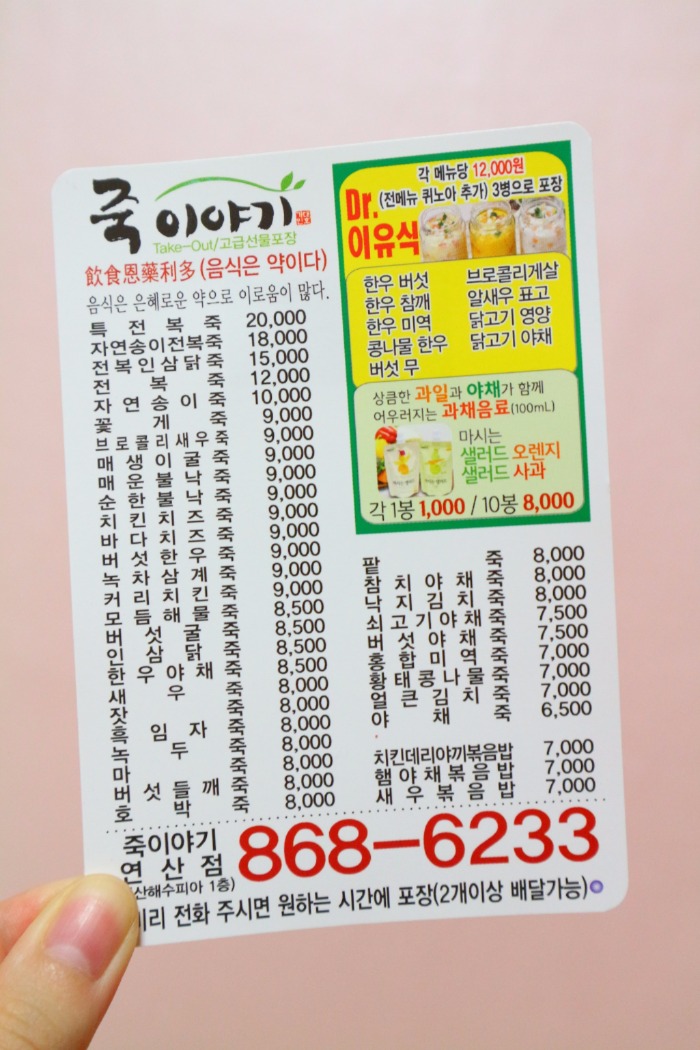 죽 이야기
Take-Out/고급선물포장
飮食恩藥利多 (음식은 약이다)
음식은 은혜로운 약으로 이로움이 많다.
특전복죽 20,000
자연송이전복죽 18,000
전복인삼닭죽 15,000
전복죽 12,000
자연송이죽 10,000
꽃게죽 9,000
브로콜리새우죽 9,000
매생이굴죽 9,000
매운불낙죽 9,000
순한불낙죽 9,000
치킨치즈죽 9,000
바다치즈죽 9,000
버섯한우죽 9,000
녹차삼계죽 9,000
커리치킨죽 9,000
모듬해물죽 8,500
버섯굴죽 8,500
인삼닭죽 8,500
한우야채죽 8,500
새우죽 8,000
잣죽 8,000
흑임자죽 8,000
녹두죽 8,000
마죽 8,000
버섯들깨죽 8,000
호박죽 8,000
각 메뉴당 12,000원
(전메뉴 퀴노아 추가) 3병으로 포장
Dr.
이유식
한우 버섯 브로콜리게살
한우 참깨 알새우 표고
한우 미역 닭고기 영양
콩나물 한우 닭고기 야채
버섯 무
상큼한 과일과 야채가 함께
어우러지는 과채음료(100mL)
마시는
샐러드 오렌지
샐러드 사과
각 1봉 1,000 / 10봉 8,000
팥죽 8,000
참치야채죽 8,000
낙지김치죽 8,000
쇠고기야채죽 7,500
버섯야채죽 7,500
홍합미역죽 7,000
황태콩나물죽 7,000
얼큰김치죽 7,000
야채죽 6,500
치킨데리야끼볶음밥 7,000
햄야채볶음밥 7,000
새우볶음밥 7,000
죽이야기
연산점 868-6233
산해수피아 1층)
미리 전화 주시면 원하는 시간에 포장(2개이상 배달가능)